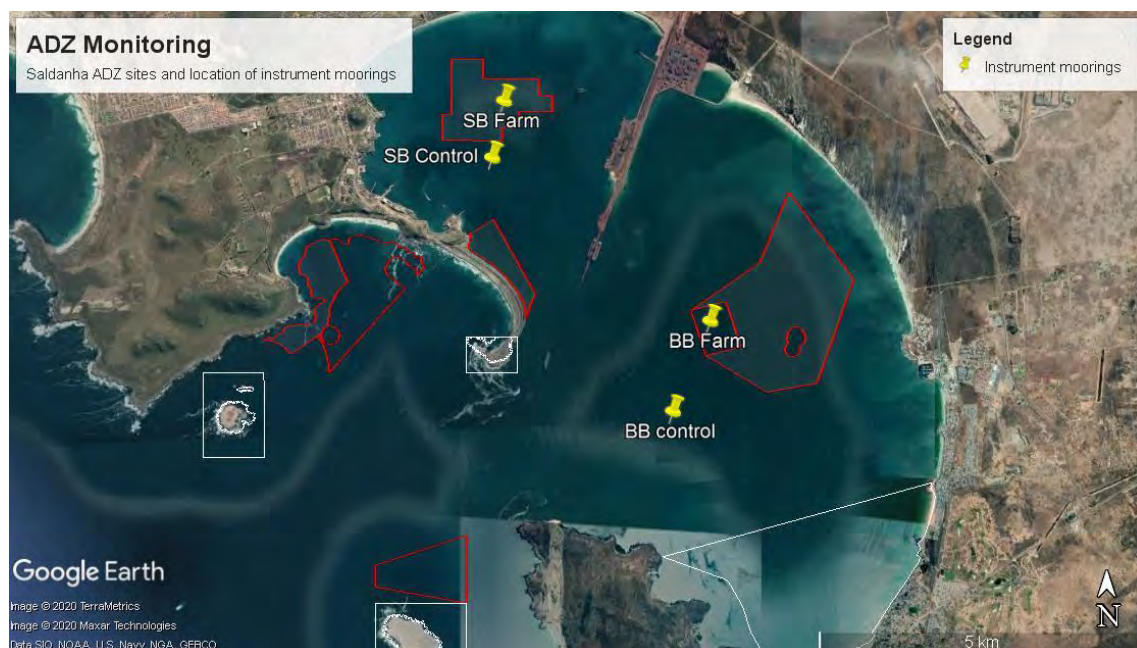 ADZ Monitoring
Saldanha ADZ sites and location of instrument moorings
Legend
Instrument moorings
SB Farm
SB Control
BB Farm
BB control
Google Earth
Image © 2020 TerraMetrics
Image © 2020 Maxar Technologies
Data SIO, NOAA, U.S. Navy, NGA, GEBCO
N
5 km